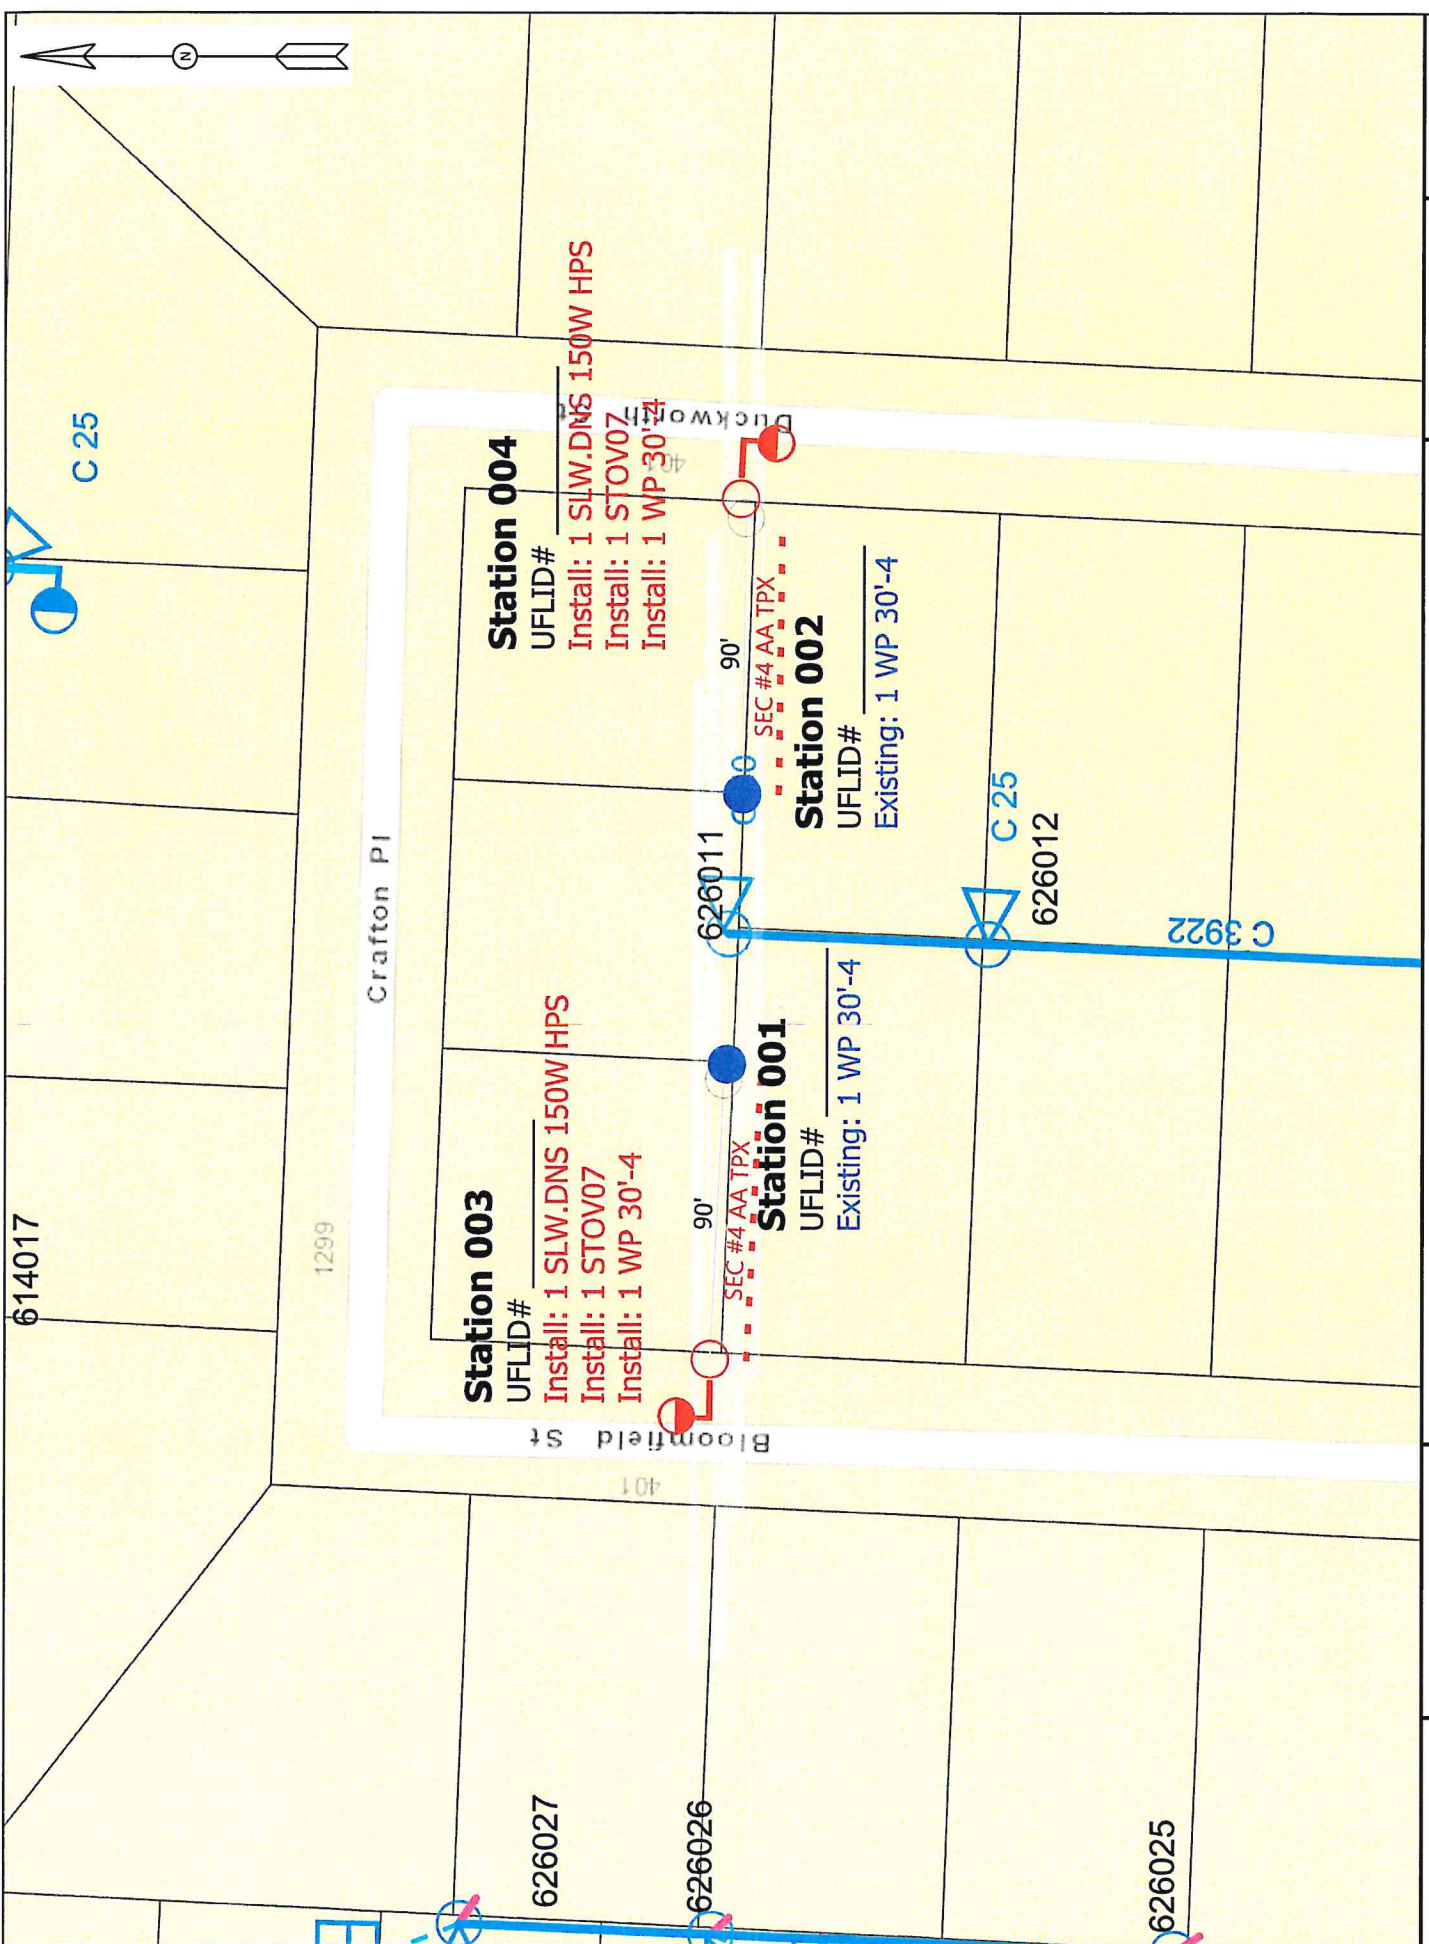 N
614017
C 25
1299
Crafton Pl
Station 003
UFLID#
Install: 1 SLW.DNS 150W HPS
Install: 1 STOV07
Install: 1 WP 30'-4
Station 004
UFLID#
Install: 1 SLW.DNS 150W HPS
Install: 1 STOV07
Install: 1 WP 30'-4
Bloomfield St
401
Duckworth St
401
90'
SEC #4 AA TPX
626011
90'
SEC #4 AA TPX
Station 001
UFLID#
Existing: 1 WP 30'-4
Station 002
UFLID#
Existing: 1 WP 30'-4
C 25
626012
C 3922
626027
626026
626025